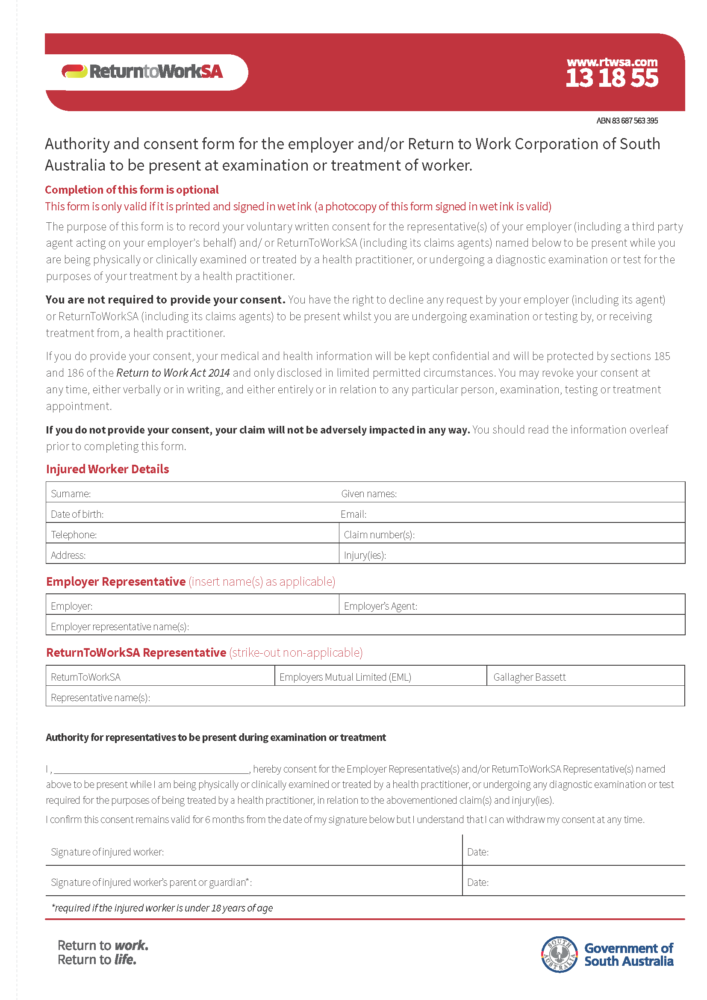 ReturntoWorkSA
www.rtwsa.com
13 18 55
ABN 83 687 563 395
Authority and consent form for the employer and/or Return to Work Corporation of South
Australia to be present at examination or treatment of worker.
Completion of this form is optional
This form is only valid if it is printed and signed in wet ink (a photocopy of this form signed in wet ink is valid)
The purpose of this form is to record your voluntary written consent for the representative(s) of your employer (including a third party
agent acting on your employer’s behalf) and/ or ReturnToWorkSA (including its claims agents) named below to be present while you
are being physically or clinically examined or treated by a health practitioner, or undergoing a diagnostic examination or test for the
purposes of your treatment by a health practitioner.
You are not required to provide your consent. You have the right to decline any request by your employer (including its agent)
or ReturnToWorkSA (including its claims agents) to be present whilst you are undergoing examination or testing by, or receiving
treatment from, a health practitioner.
If you do provide your consent, your medical and health information will be kept confidential and will be protected by sections 185
and 186 of the Return to Work Act 2014 and only disclosed in limited permitted circumstances. You may revoke your consent at
any time, either verbally or in writing, and either entirely or in relation to any particular person, examination, testing or treatment
appointment.
If you do not provide your consent, your claim will not be adversely impacted in any way. You should read the information overleaf
prior to completing this form.
Injured Worker Details
Surname: Given names:
Date of birth: Email:
Telephone: Claim number(s):
Address: Injury(ies):
Employer Representative (insert name(s) as applicable)
Employer: Employer’s Agent:
Employer representative name(s):
ReturnToWorkSA Representative (strike-out non-applicable)
ReturnToWorkSA Employers Mutual Limited (EML) Gallagher Bassett
Representative name(s):
Authority for representatives to be present during examination or treatment
I , ____________________________________, hereby consent for the Employer Representative(s) and/or ReturnToWorkSA Representative(s) named
above to be present while I am being physically or clinically examined or treated by a health practitioner, or undergoing any diagnostic examination or test
required for the purposes of being treated by a health practitioner, in relation to the abovementioned claim(s) and injury(ies).
I confirm this consent remains valid for 6 months from the date of my signature below but I understand that I can withdraw my consent at any time.
Signature of injured worker: Date:
Signature of injured worker’s parent or guardian*: Date:
*required if the injured worker is under 18 years of age
Return to work.
Return to life.
SOUTH AUSTRALIA
Government of
South Australia